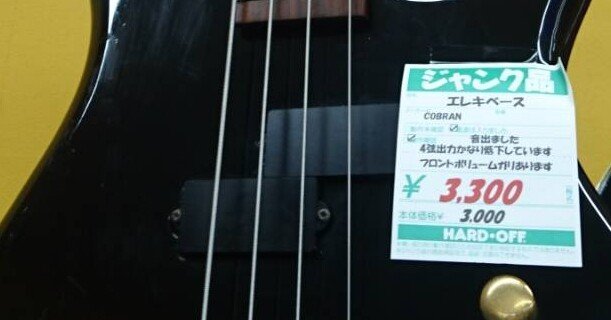 ジャンク品
エレキベース
COBRAN
音出ました
4弦出力かなり低下しています
フロントボリュームガリあります
¥ 3,300
本体価格¥ 3,000
HARD・OFF